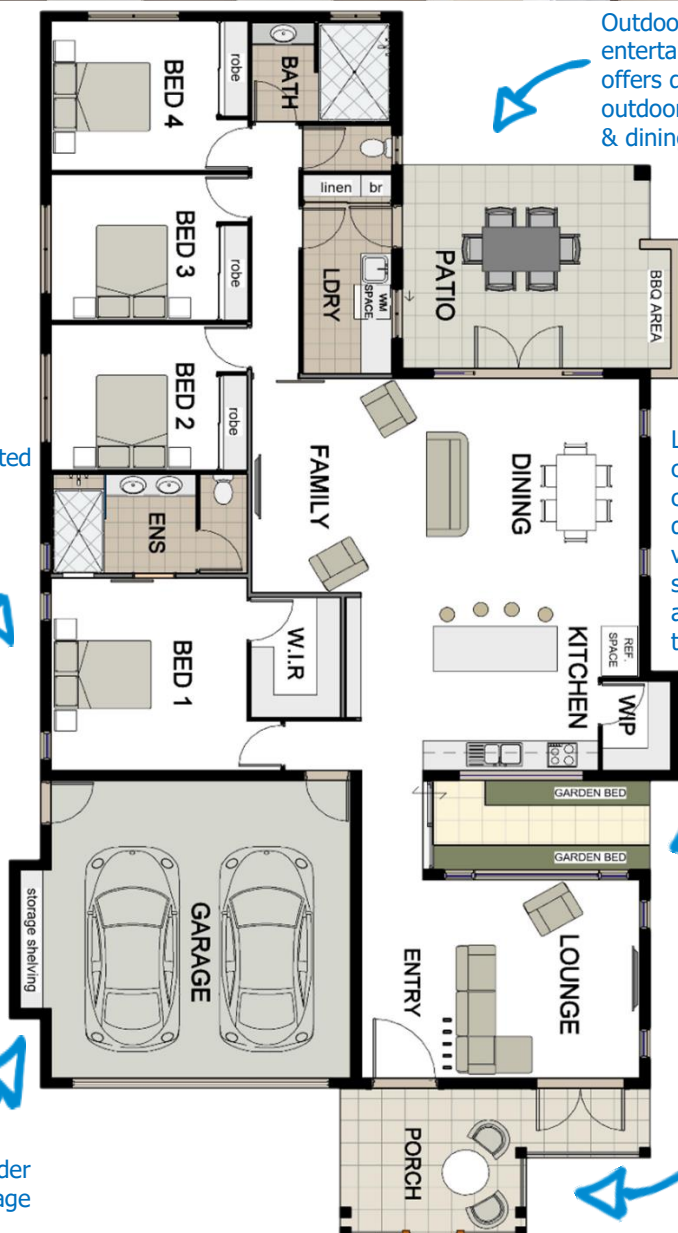 Outdoo
enterta
offers
outdoor
& dinin
BED 4
robe
BATH
linen
br
BED 3
robe
LDRY
WM
SPACE
PATIO
BBQ AREA
BED 2
robe
FAMILY
DINING
ted
ENS
BED 1
W.I.R
KITCHEN
REF.
SPACE
WIP
GARDEN BED
GARDEN BED
storage shelving
GARAGE
ENTRY
LOUNGE
PORCH
der
age